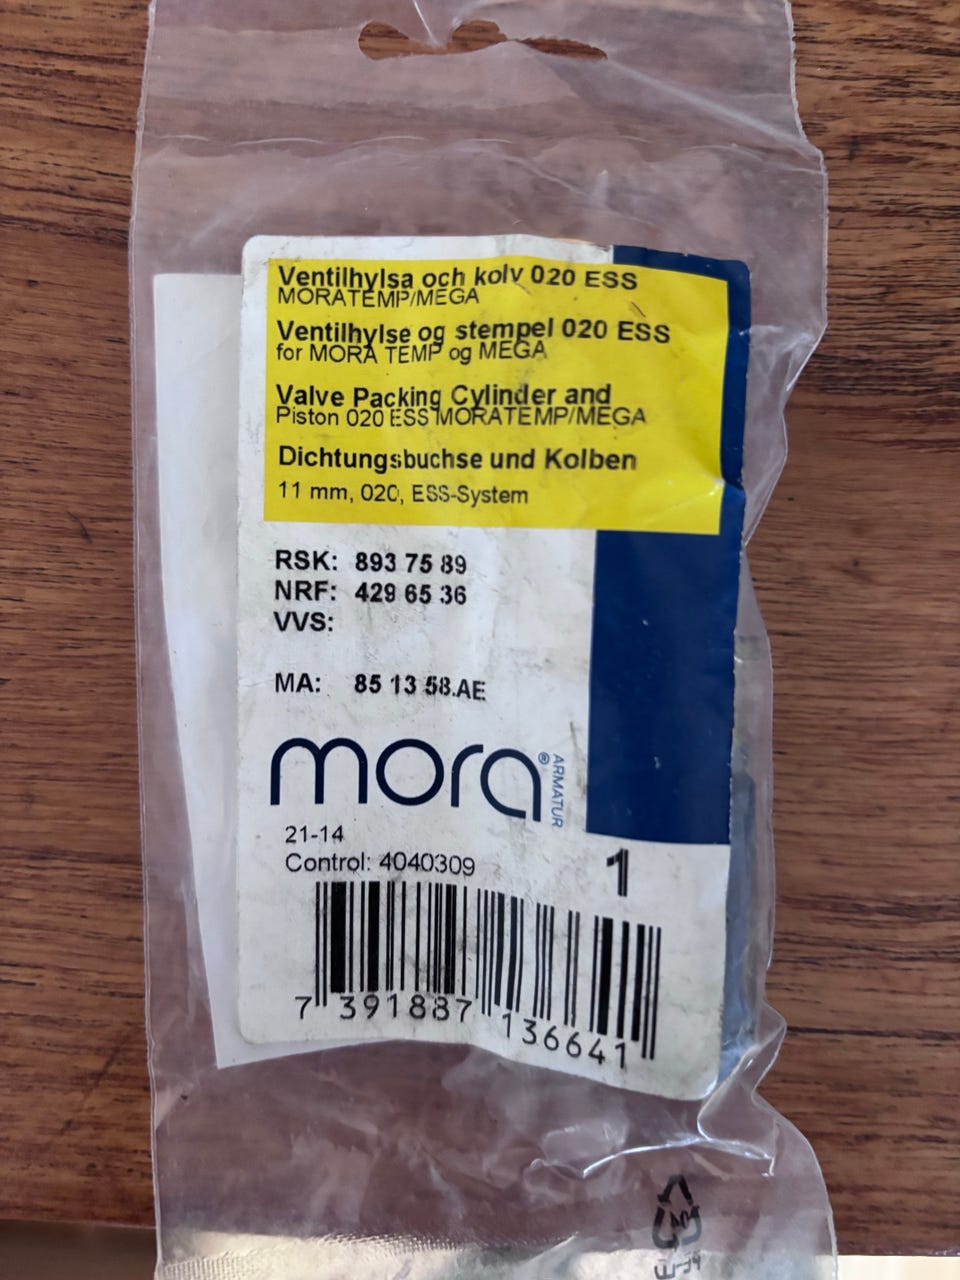 Ventilhylsa och kolv 020 ESS
MORATEMP/MEGA
Ventilhylse og stempel 020 ESS
for MORA TEMP og MEGA
Valve Packing Cylinder and
Piston 020 ESS MORATEMP/MEGA
Dichtungsbuchse und Kolben
11 mm, 020, ESS-System
RSK: 893 75 89
NRF: 429 65 36
VVS:
MA: 85 13 58.AE
mora® ARMATUR
21-14
Control: 4040309
1
7 391887 136641